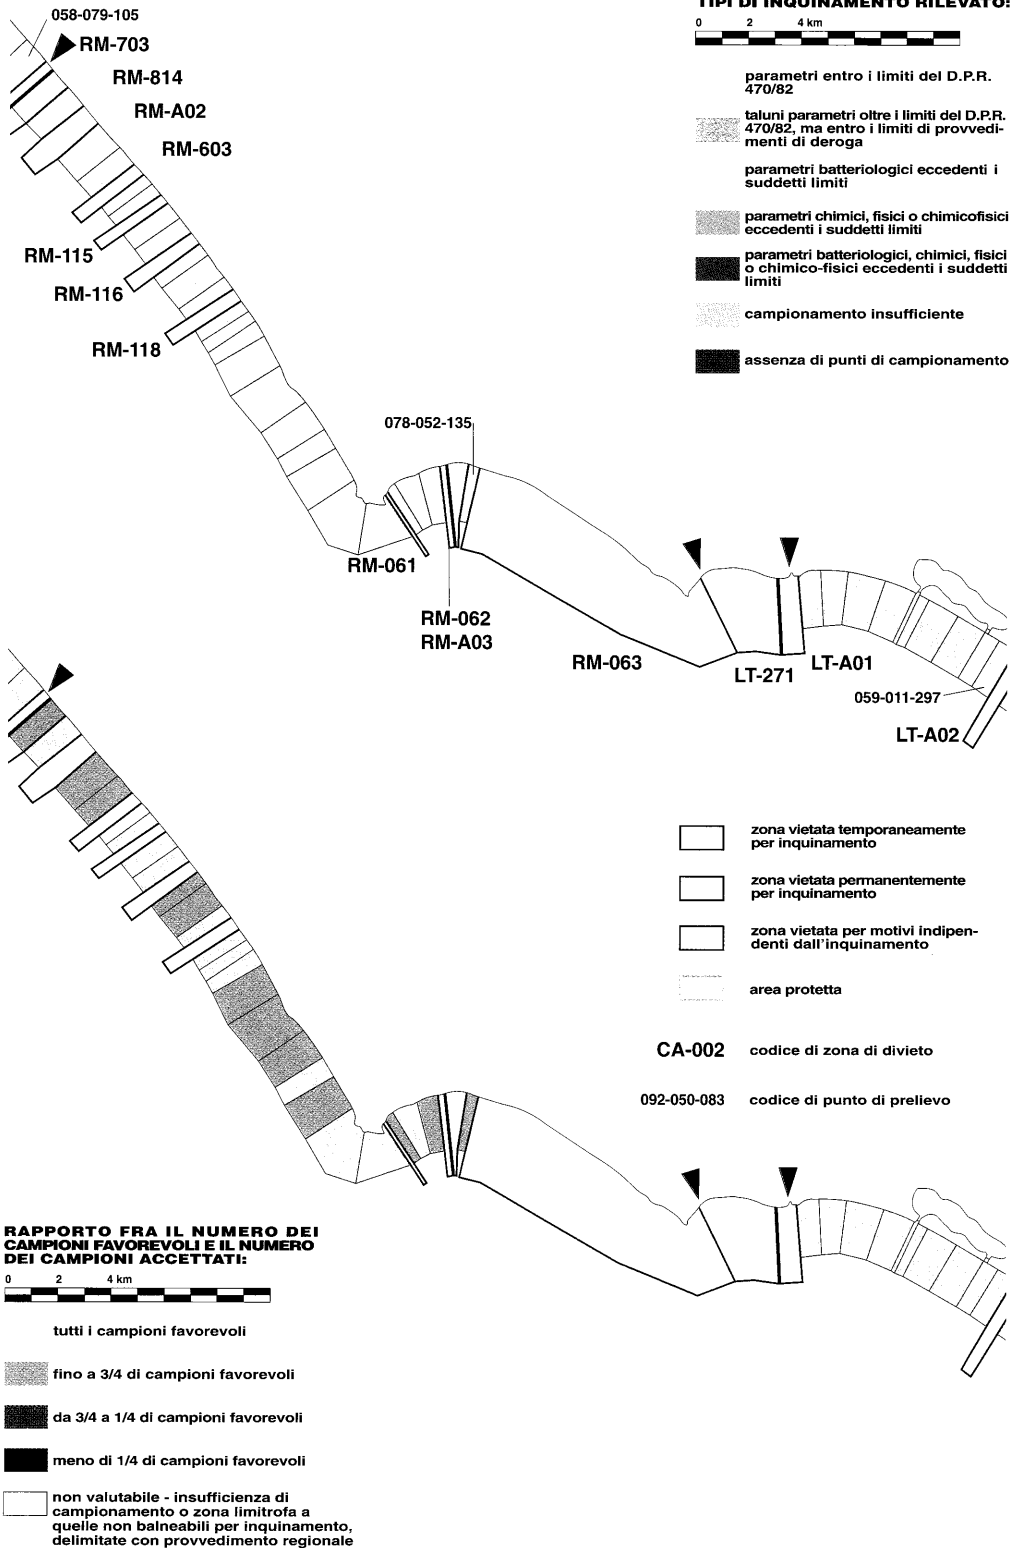 058-079-105
RM-703
RM-814
RM-A02
RM-603
RM-115
RM-116
RM-118
TIPI DI INQUINAMENTO RILEVATO:
0 2 4 km
parametri entro i limiti del D.P.R.
470/82
taluni parametri oltre i limiti del D.P.R.
470/82, ma entro i limiti di provvedi-
menti di deroga
parametri batteriologici eccedenti i
suddetti limiti
parametri chimici, fisici o chimicofisici
eccedenti i suddetti limiti
parametri batteriologici, chimici, fisici
o chimico-fisici eccedenti i suddetti
limiti
campionamento insufficiente
assenza di punti di campionamento
078-052-135
RM-061
RM-062
RM-A03
RM-063
LT-271
LT-A01
059-011-297
LT-A02
zona vietata temporaneamente
per inquinamento
zona vietata permanentemente
per inquinamento
zona vietata per motivi indipen-
denti dall'inquinamento
area protetta
CA-002 codice di zona di divieto
092-050-083 codice di punto di prelievo
RAPPORTO FRA IL NUMERO DEI
CAMPIONI FAVOREVOLI E IL NUMERO
DEI CAMPIONI ACCETTATI:
0 2 4 km
tutti i campioni favorevoli
fino a 3/4 di campioni favorevoli
da 3/4 a 1/4 di campioni favorevoli
meno di 1/4 di campioni favorevoli
non valutabile - insufficienza di
campionamento o zona limitrofa a
quelle non balneabili per inquinamento,
delimitate con provvedimento regionale